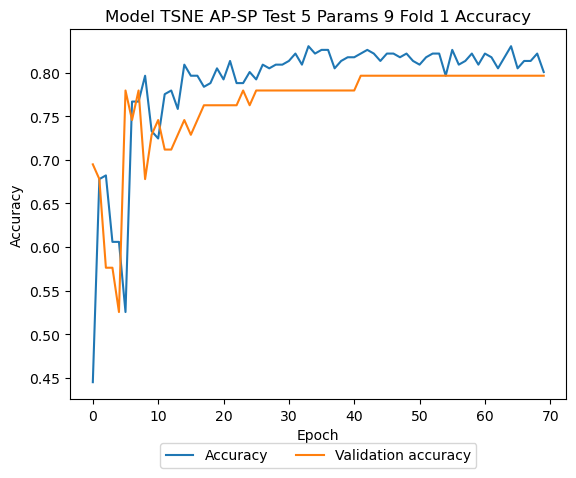 Model TSNE AP-SP Test 5 Params 9 Fold 1 Accuracy
0.80
0.75
0.70
0.65
0.60
0.55
0.50
0.45
Accuracy
0 10 20 30 40 50 60 70
Epoch
Accuracy Validation accuracy